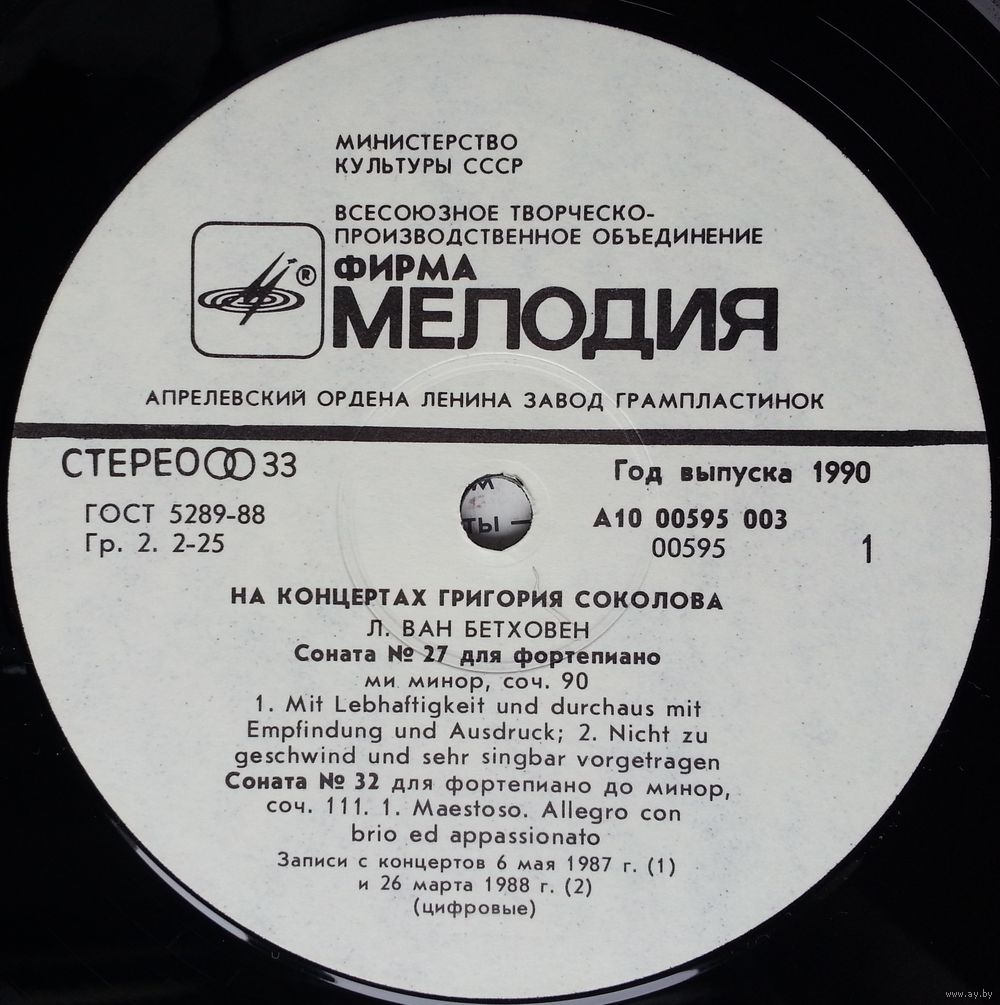 МИНИСТЕРСТВО
КУЛЬТУРЫ СССР
ВСЕСОЮЗНОЕ ТВОРЧЕСКО-
ПРОИЗВОДСТВЕННОЕ ОБЪЕДИНЕНИЕ
ФИРМА
МЕЛОДИЯ
®
АПРЕЛЕВСКИЙ ОРДЕНА ЛЕНИНА ЗАВОД ГРАМПЛАСТИНОК
СТЕРЕО 33
ГОСТ 5289-88
Гр. 2. 2-25
Год выпуска 1990
А10 00595 003
00595 1
ТЫ –
НА КОНЦЕРТАХ ГРИГОРИЯ СОКОЛОВА
Л. ВАН БЕТХОВЕН
Соната № 27 для фортепиано
ми минор, соч. 90
1. Mit Lebhaftigkeit und durchaus mit
Empfindung und Ausdruck; 2. Nicht zu
geschwind und sehr singbar vorgetragen
Соната № 32 для фортепиано до минор,
соч. 111. 1. Maestoso. Allegro con
brio ed appassionato
Записи с концертов 6 мая 1987 г. (1)
и 26 марта 1988 г. (2)
(цифровые)
www.ay.by